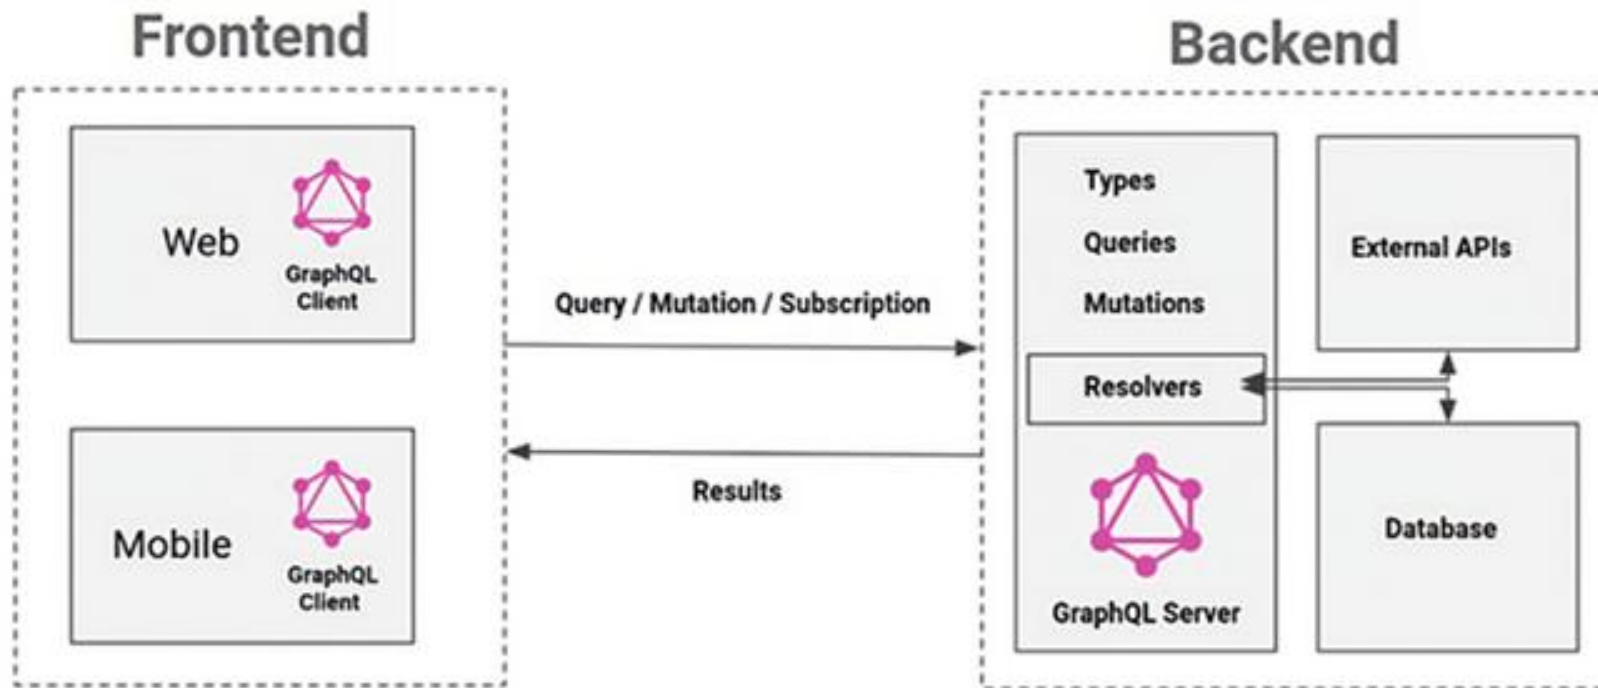 Frontend
Backend
Web
GraphQL
Client
Mobile
GraphQL
Client
Query / Mutation / Subscription
Results
Types
Queries
Mutations
Resolvers
GraphQL Server
External APIs
Database